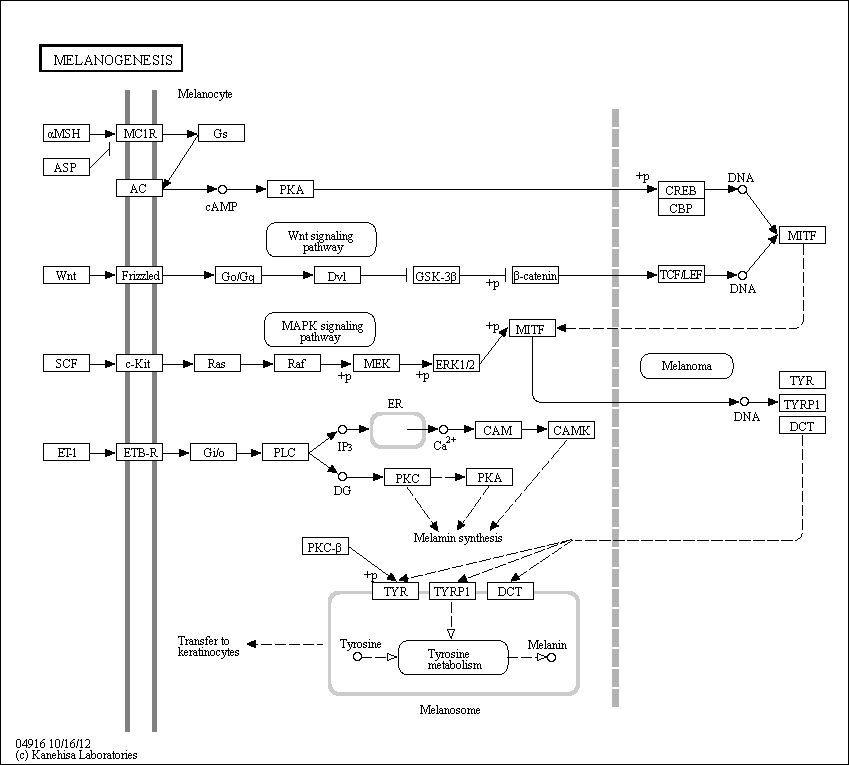 MELANOGENESIS
Melanocyte
αMSH
MC1R
Gs
ASP
AC
cAMP
PKA
+p
CREB
CBP
DNA
MITF
Wnt signaling
pathway
Wnt
Frizzled
Go/Gq
Dvl
GSK-3β
+p
β-catenin
TCF/LEF
DNA
MAPK signaling
pathway
+p
MITF
SCF
c-Kit
Ras
Raf
+p
MEK
+p
ERK1/2
Melanoma
TYR
TYRP1
DCT
DNA
ER
ET-1
ETB-R
Gi/o
PLC
IP3
Ca2+
CAM
CAMK
DG
PKC
PKA
Melamin synthesis
PKC-β
+p
TYR
TYRP1
DCT
Transfer to
keratinocytes
Tyrosine
Tyrosine
metabolism
Melanin
Melanosome
04916 10/16/12
(c) Kanehisa Laboratories